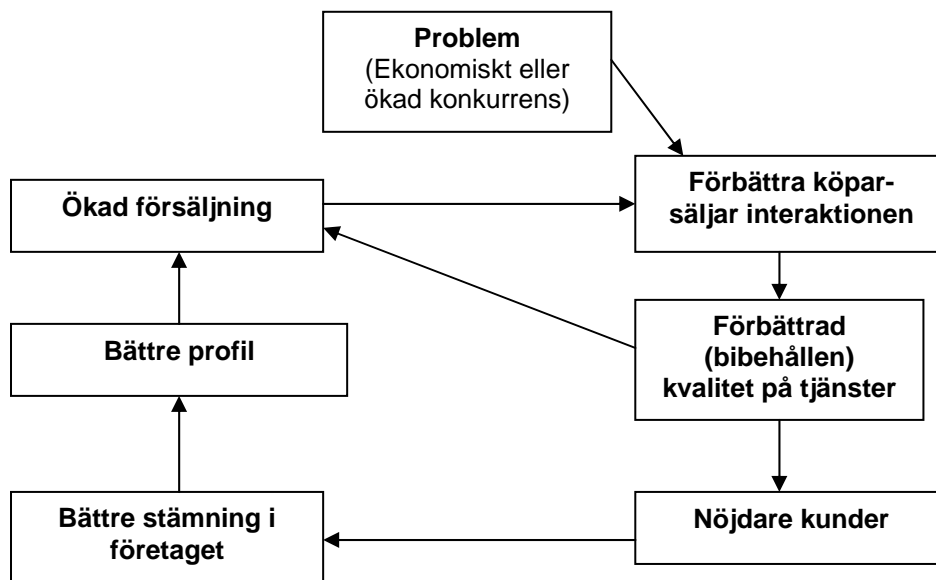 Problem
(Ekonomiskt eller
ökad konkurrens)
Ökad försäljning
Förbättra köpar-
säljar interaktionen
Bättre profil
Förbättrad
(bibehållen)
kvalitet på tjänster
Bättre stämning i
företaget
Nöjdare kunder